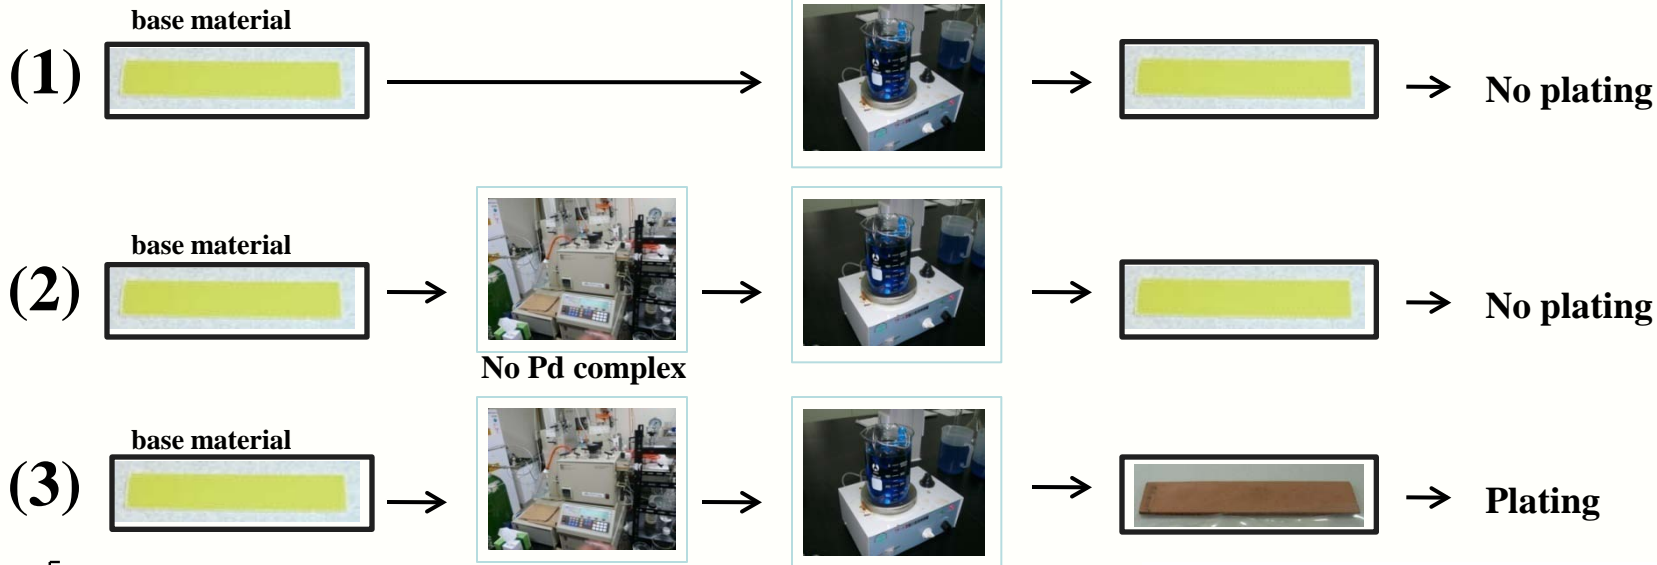 base material
(1)
No plating
base material
(2)
No plating
No Pd complex
base material
(3)
Plating